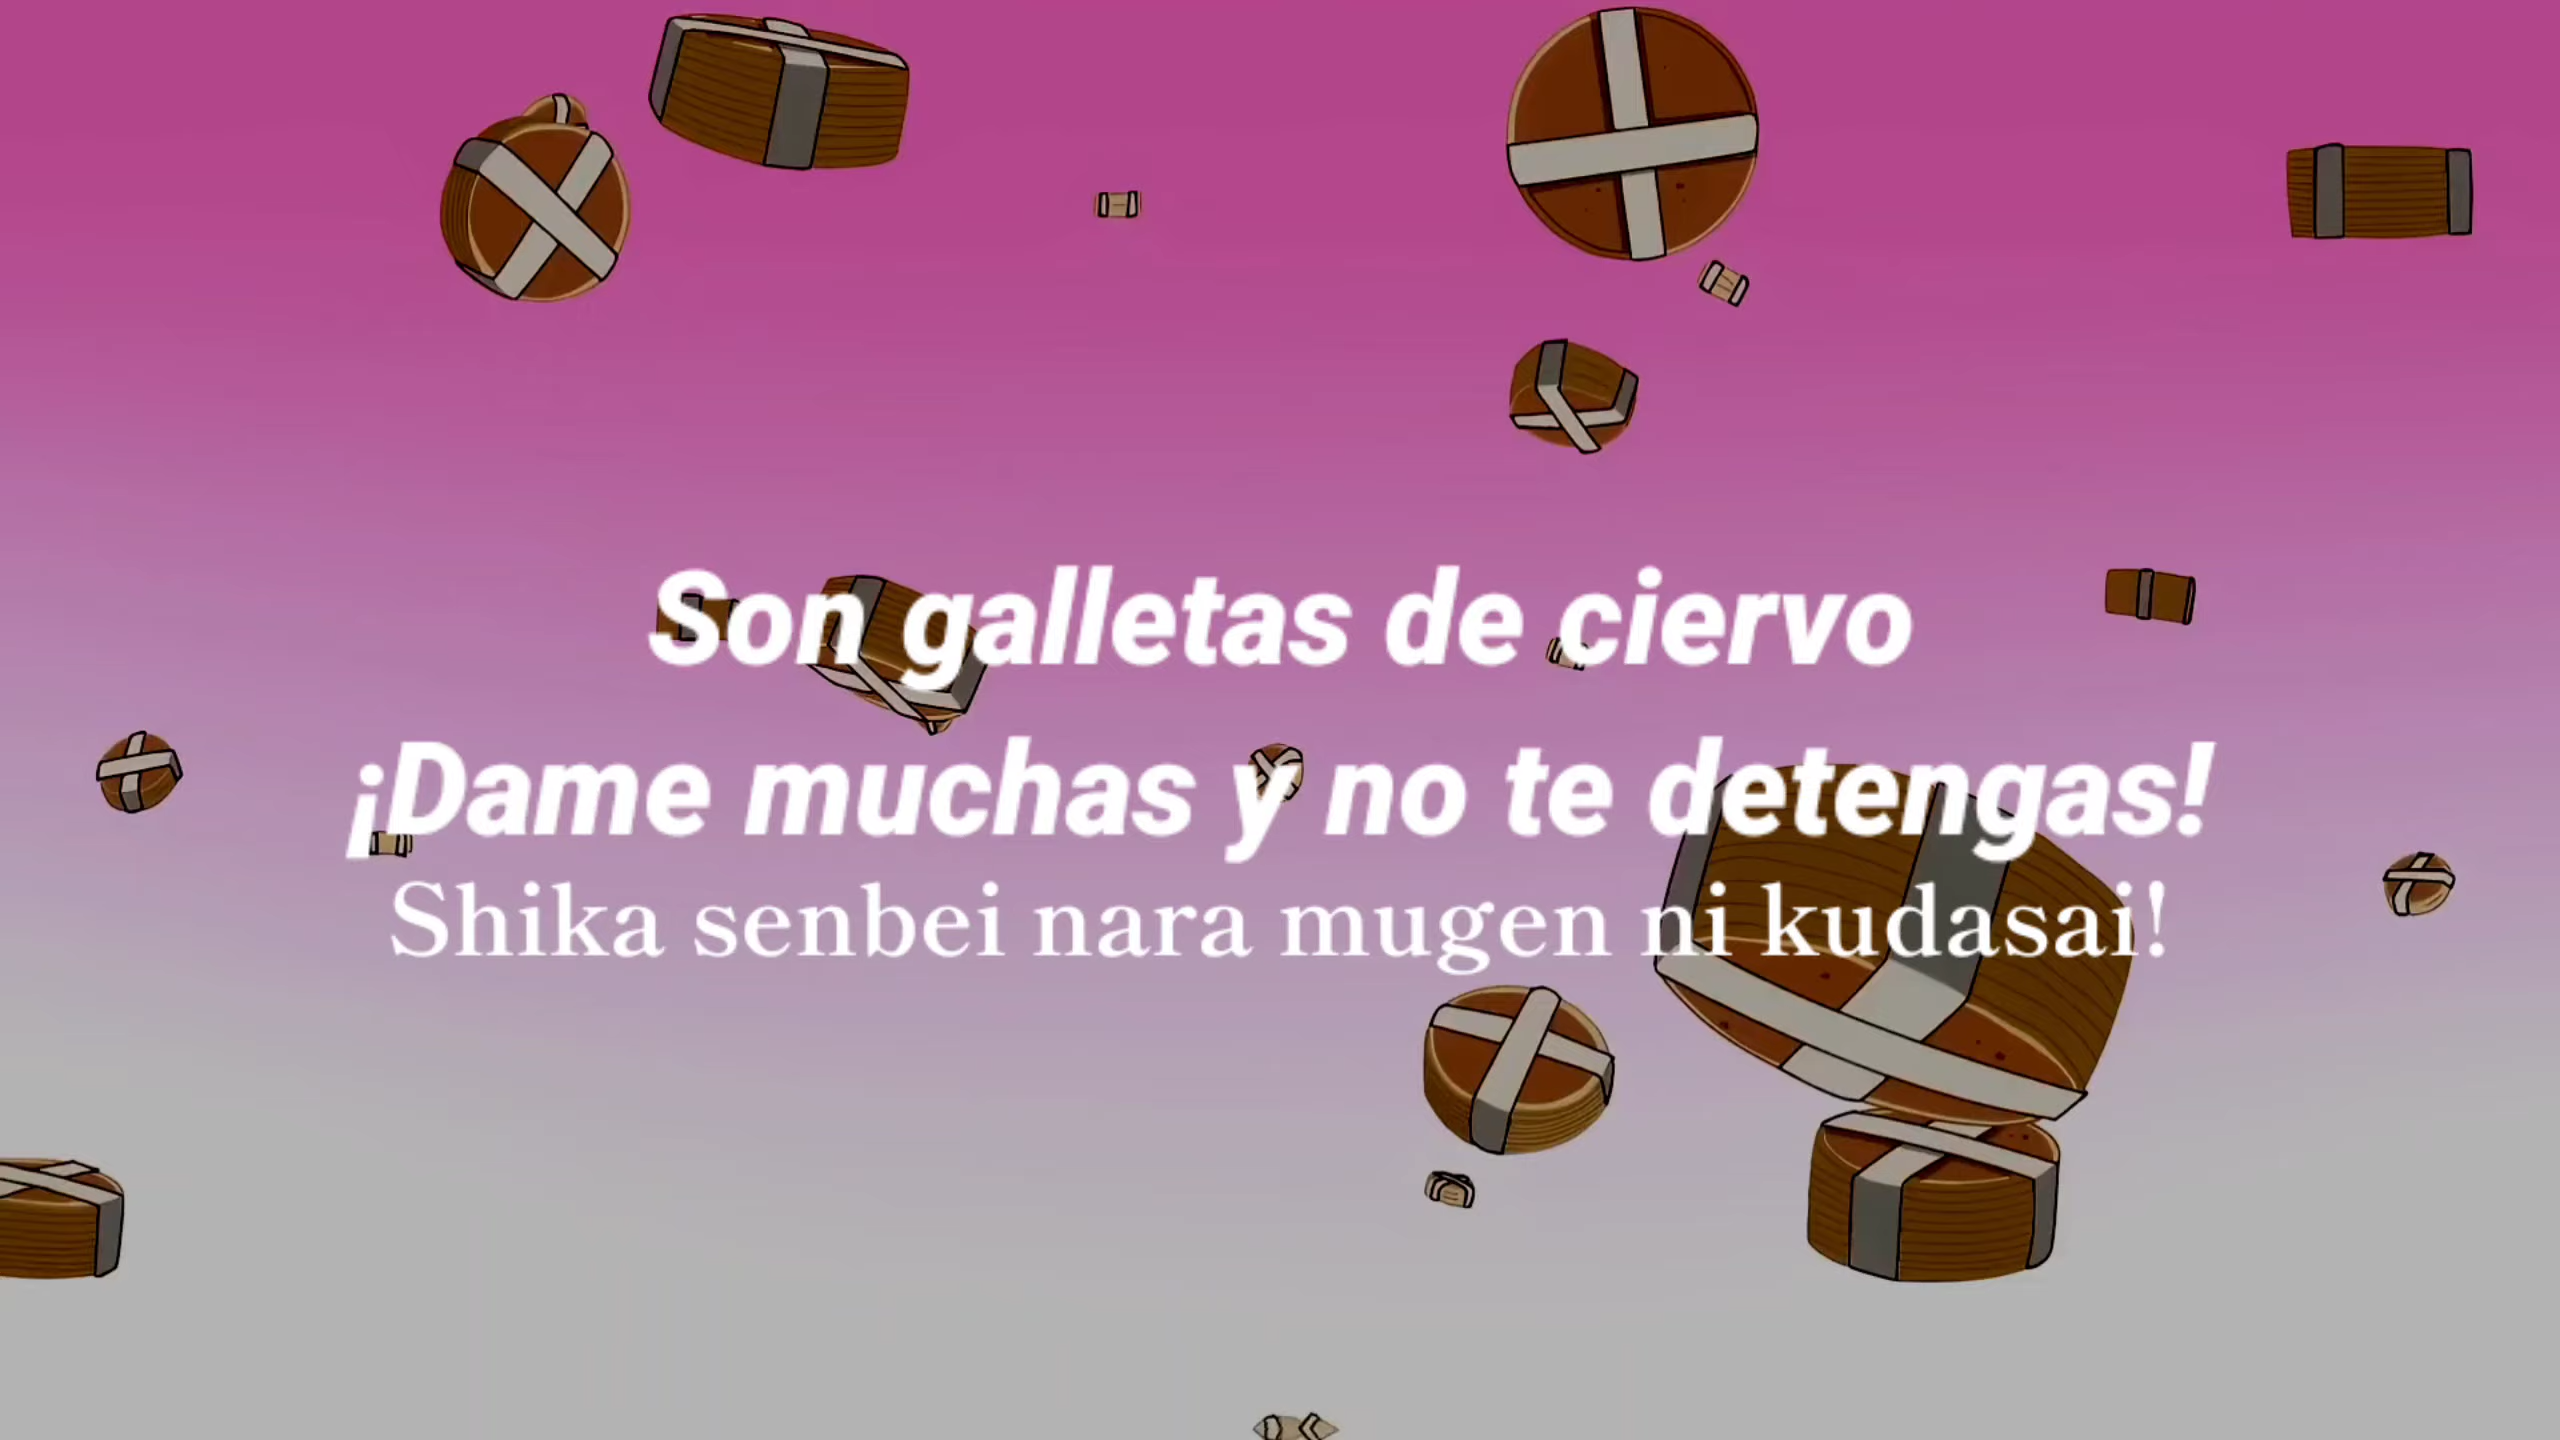 Son galletas de ciervo
¡Dame muchas y no te detengas!
Shika senbei nara mugen ni kudasai!